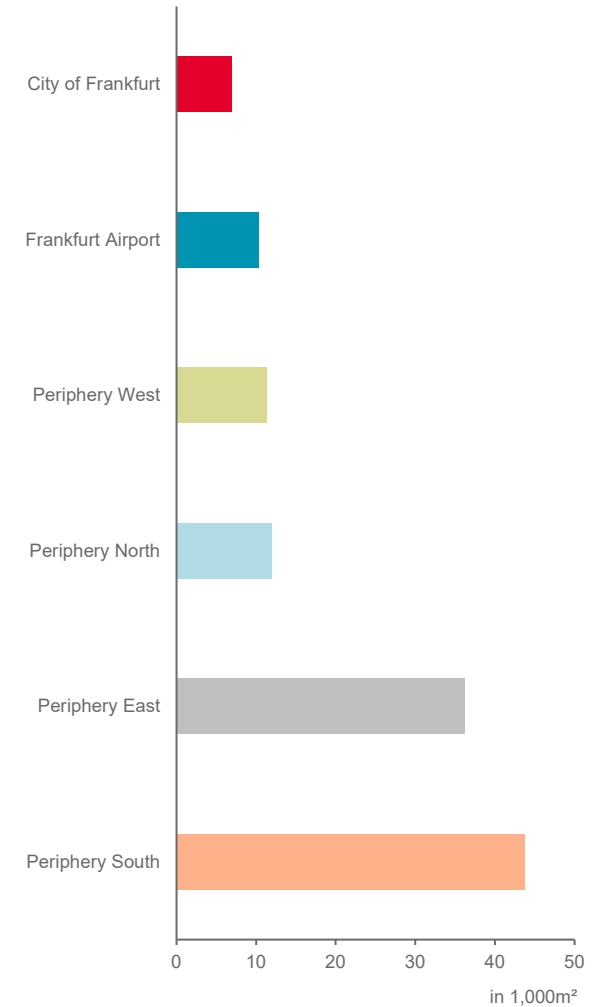 City of Frankfurt
Frankfurt Airport
Periphery West
Periphery North
Periphery East
Periphery South
0 10 20 30 40 50
in 1,000m²